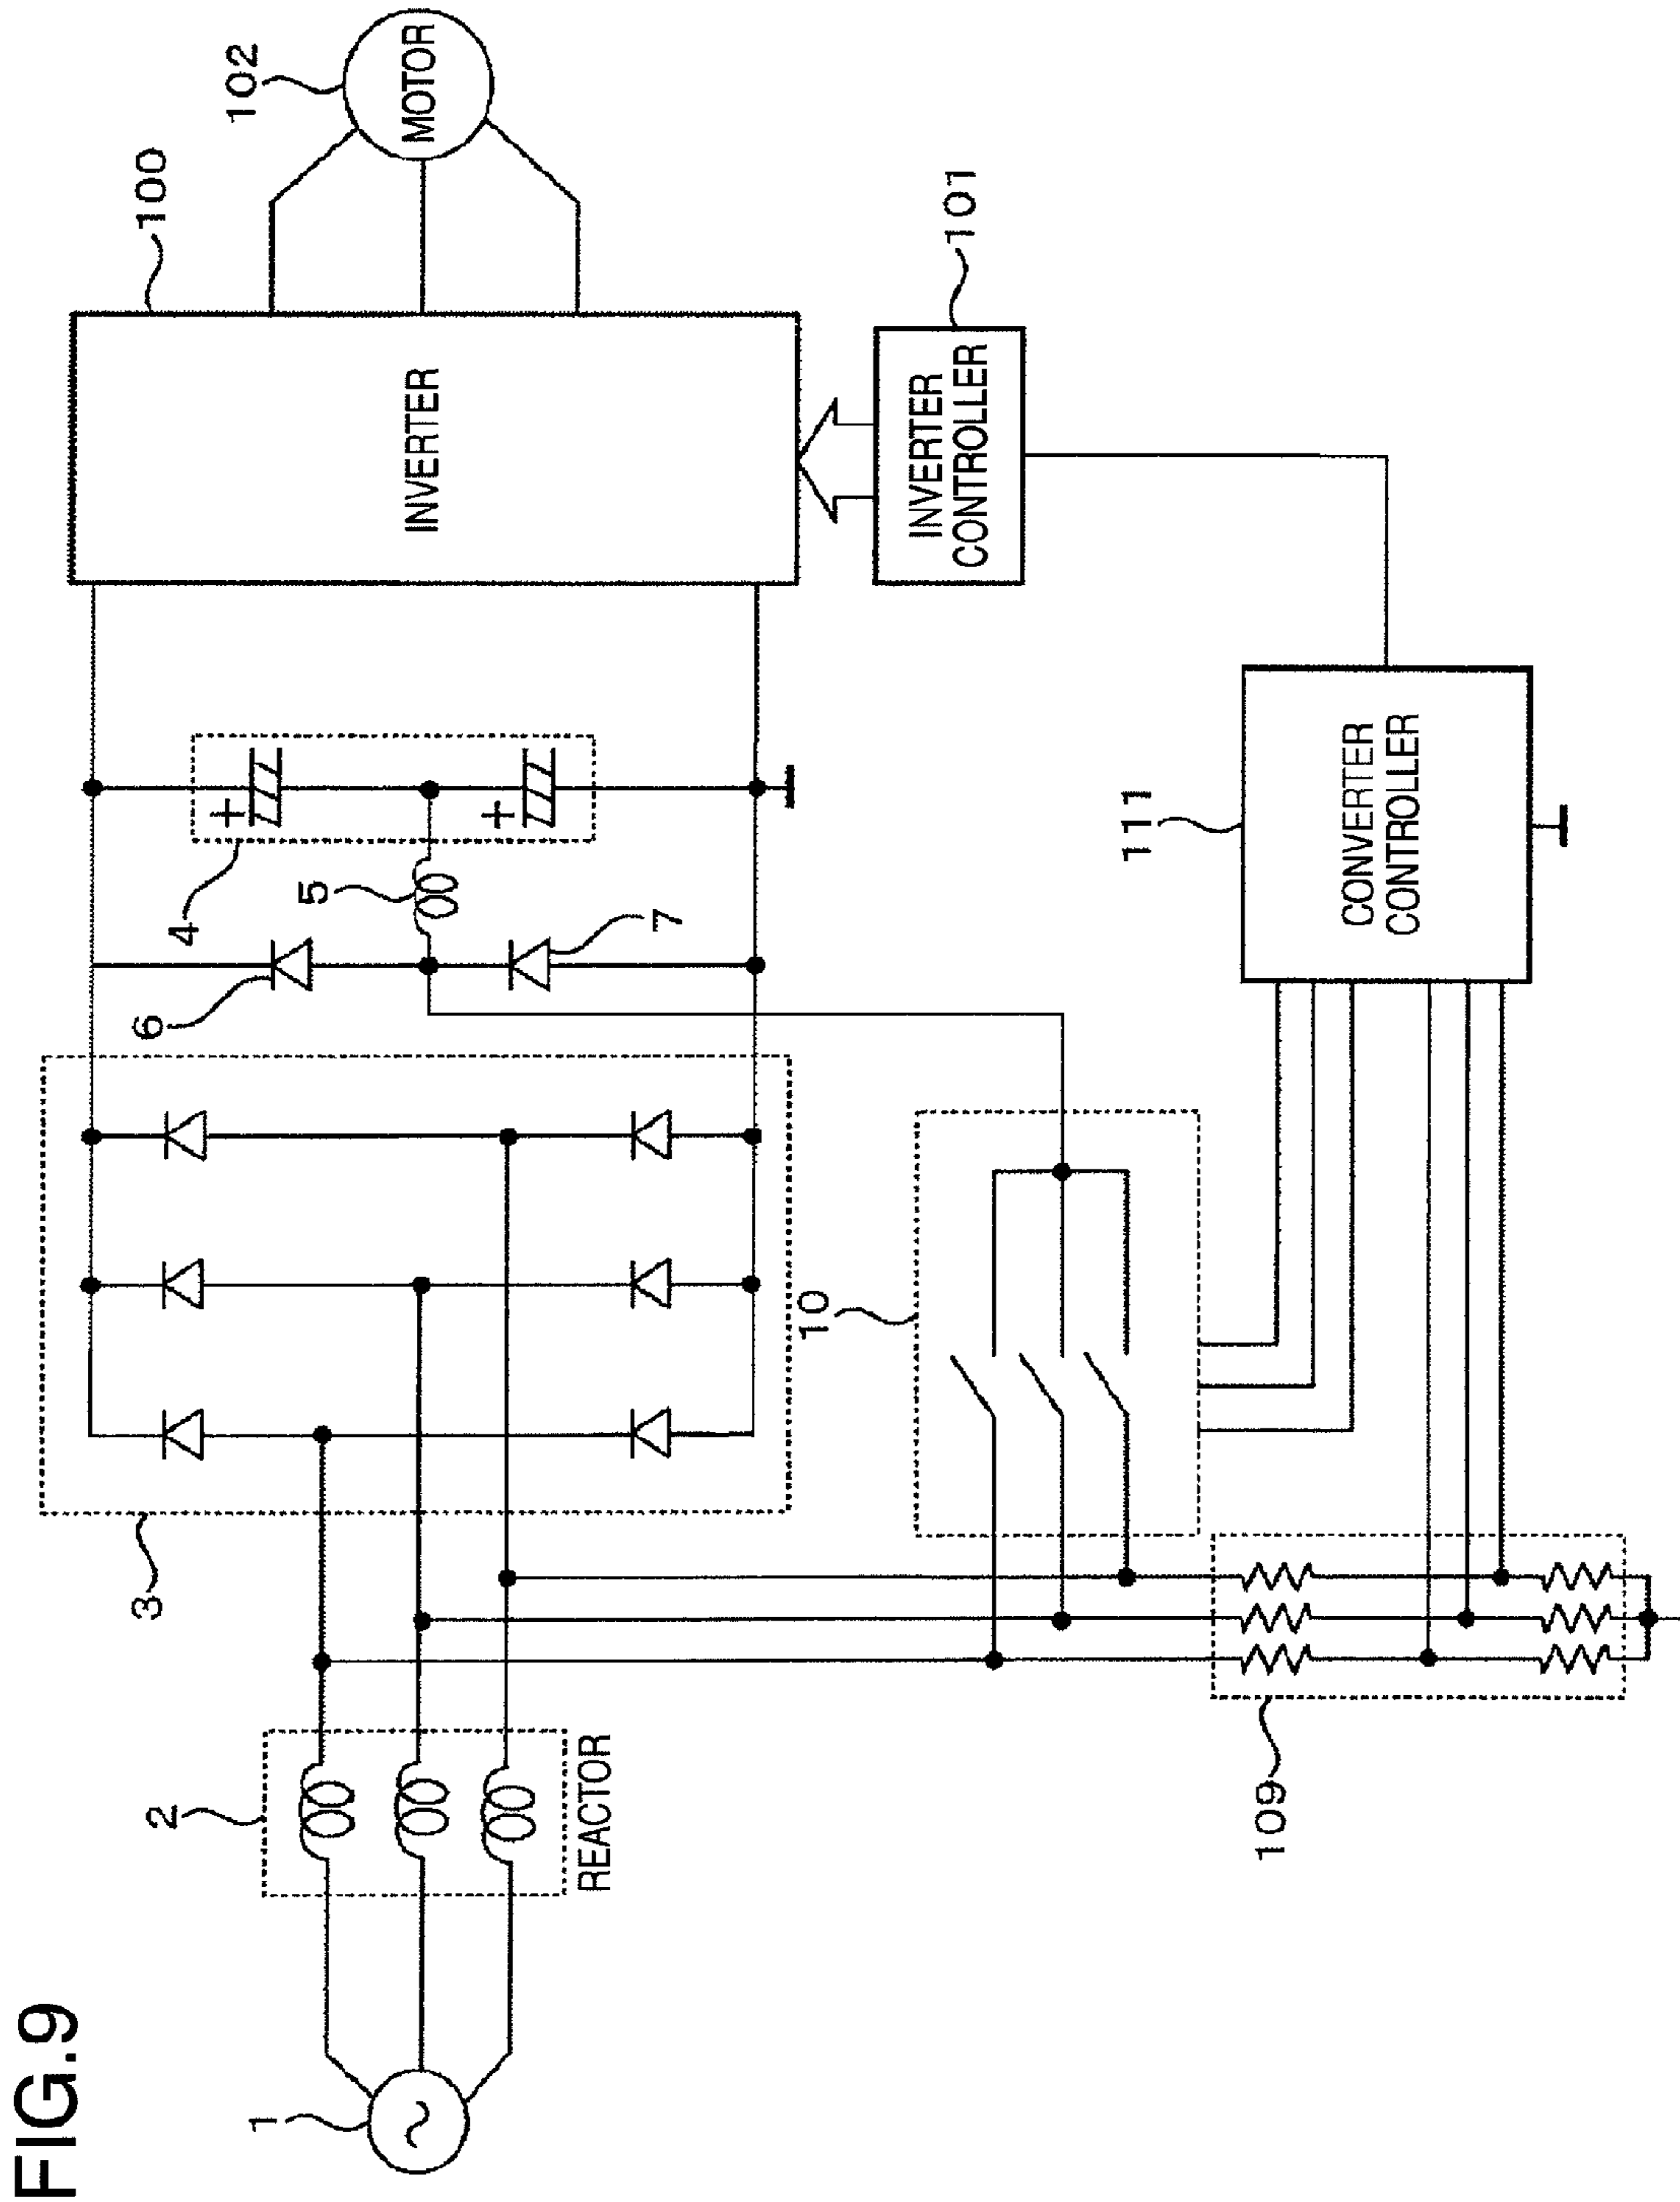 FIG.9
1
2
REACTOR
3
6
4
5
7
100
INVERTER
102
MOTOR
10
INVERTER
CONTROLLER
101
109
111
CONVERTER
CONTROLLER